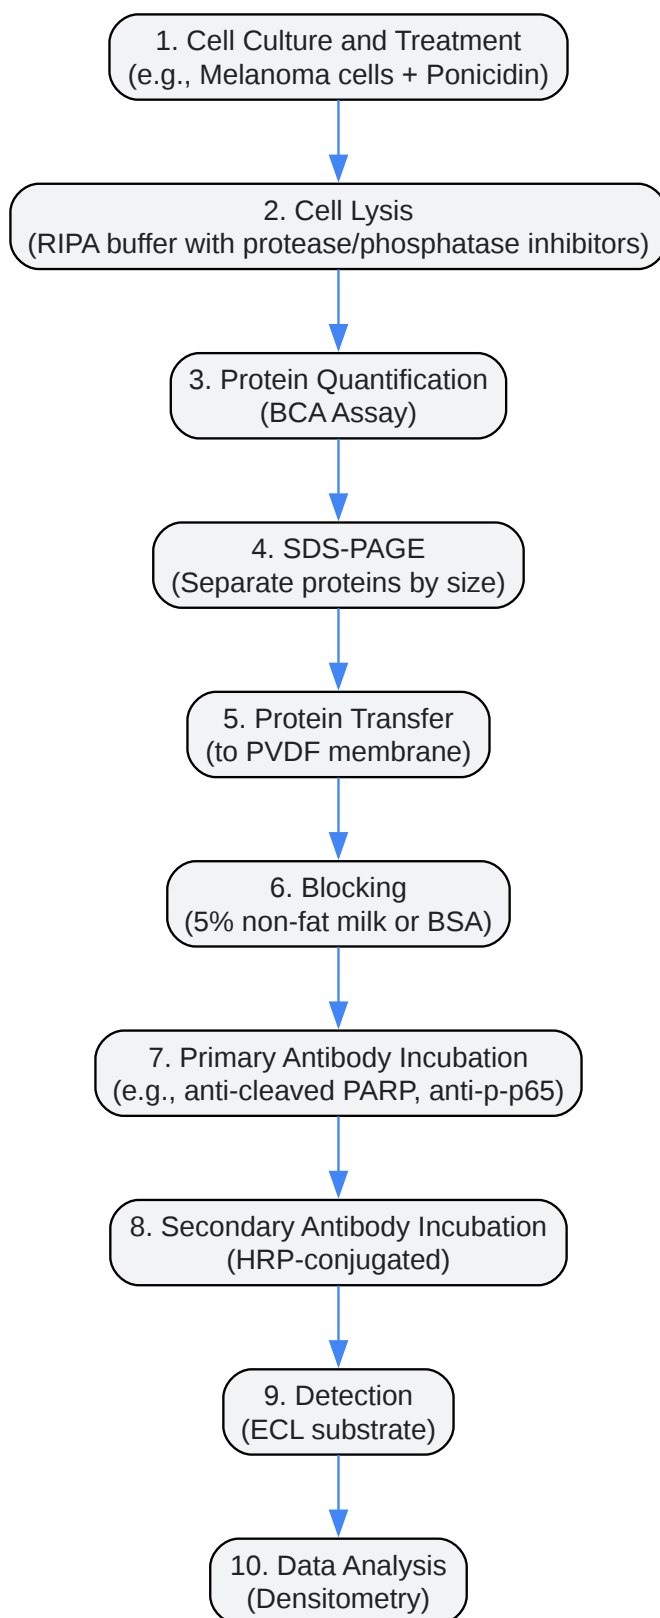 1. Cell Culture and Treatment
(e.g., Melanoma cells + Ponicidin)
2. Cell Lysis
(RIPA buffer with protease/phosphatase inhibitors)
3. Protein Quantification
(BCA Assay)
4. SDS-PAGE
(Separate proteins by size)
5. Protein Transfer
(to PVDF membrane)
6. Blocking
(5% non-fat milk or BSA)
7. Primary Antibody Incubation
(e.g., anti-cleaved PARP, anti-p-p65)
8. Secondary Antibody Incubation
(HRP-conjugated)
9. Detection
(ECL substrate)
10. Data Analysis
(Densitometry)